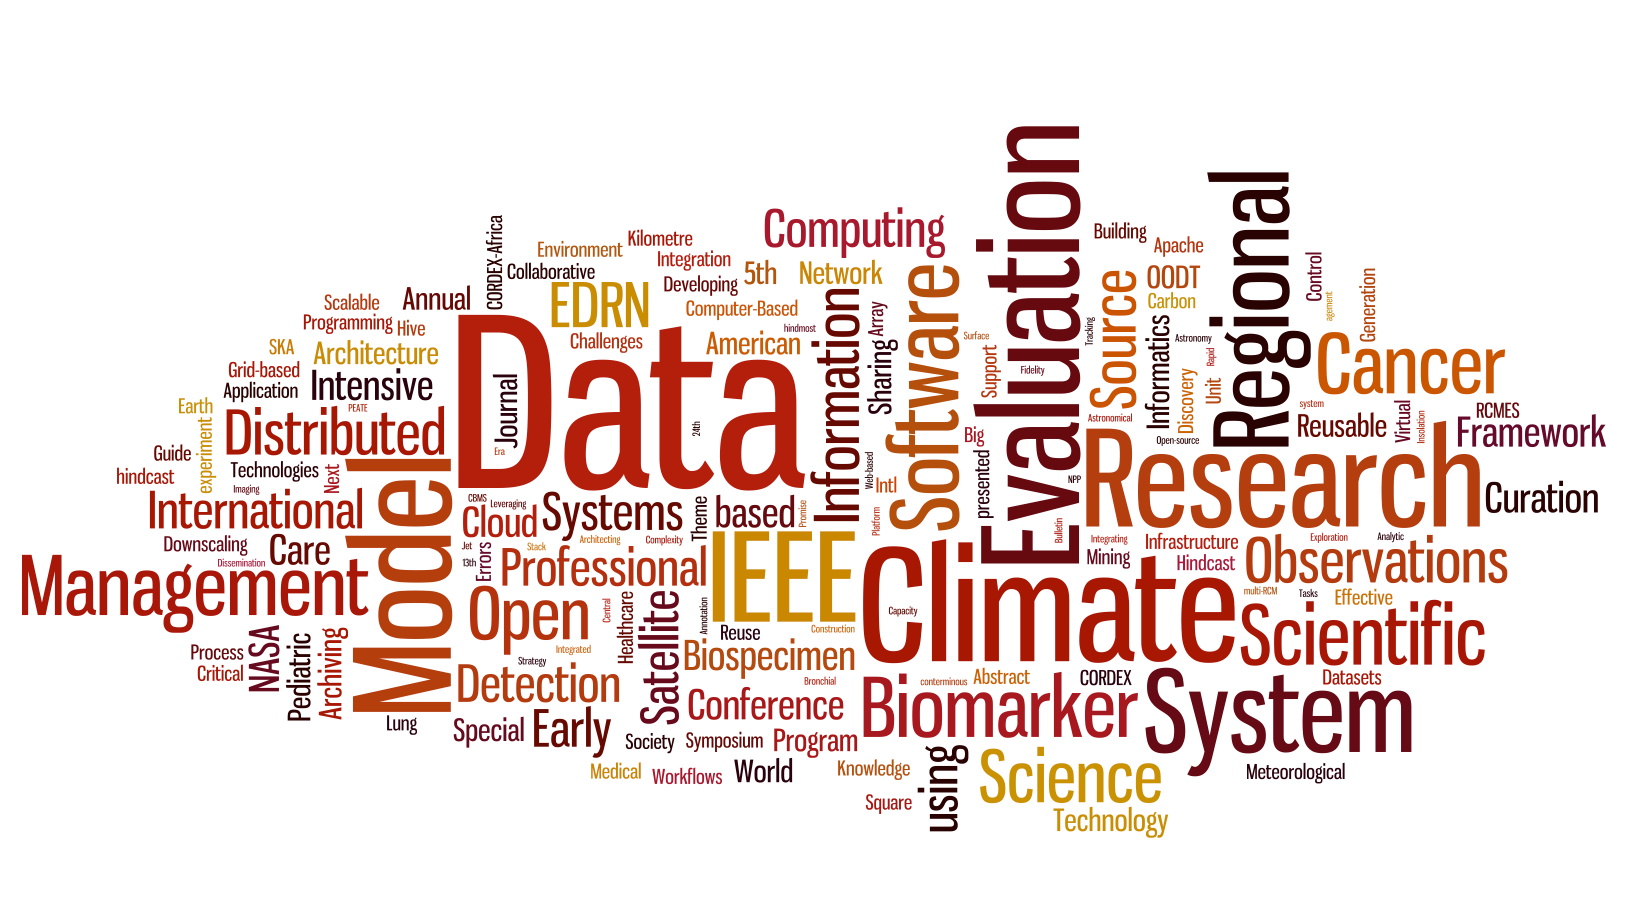 Computing
Evaluation
Regional
Building
Apache
OODT
Carbon
Control
agement
Generation
CORDEX-Africa
Environment
Kilometre
Integration
Collaborative
Developing
5th
Network
EDRN
Computer-Based
Challenges
American
hindmost
Scalable
Annual
Programming
Hive
SKA
Architecture
Grid-based
Application
Intensive
Data
Journal
Era
24th
Information
Array
Sharing
Software
Surface
Support
Fidelity
Tracking
Source
Informatics
Astronomy
Rapid
Discovery
Unit
Cancer
Earth
experiment
PEATE
Distributed
Guide
hindcast
Technologies
Next
Imaging
International
Model
Web-based
Intl
Platform
Big
presented
NPP
Bulletin
Astronomical
Open-source
system
Reusable
Virtual
Insolation
RCMES
Framework
Research
Curation
CBMS
Leveraging
Cloud
Systems
Theme
based
Promise
Downscaling
Care
Dissemination
Management
Jet
13th
Errors
Stack
Architecting
Complexity
Professional
IEEE
Climate
Capacity
Integrating
Mining
Infrastructure
Hindcast
Exploration
Analytic
Observations
multi-RCM
Tasks
Effective
Scientific
Open
Central
Healthcare
Integrated
Strategy
Satellite
Annotation
Reuse
Construction
Biospecimen
Bronchial
Process
Critical
NASA
Pediatric
Archiving
Detection
Lung
Special
Early
Society
Conference
Symposium
Program
conterminous
Abstract
CORDEX
Biomarker
System
Datasets
Medical
Workflows
World
Knowledge
Square
using
Science
Technology
Meteorological